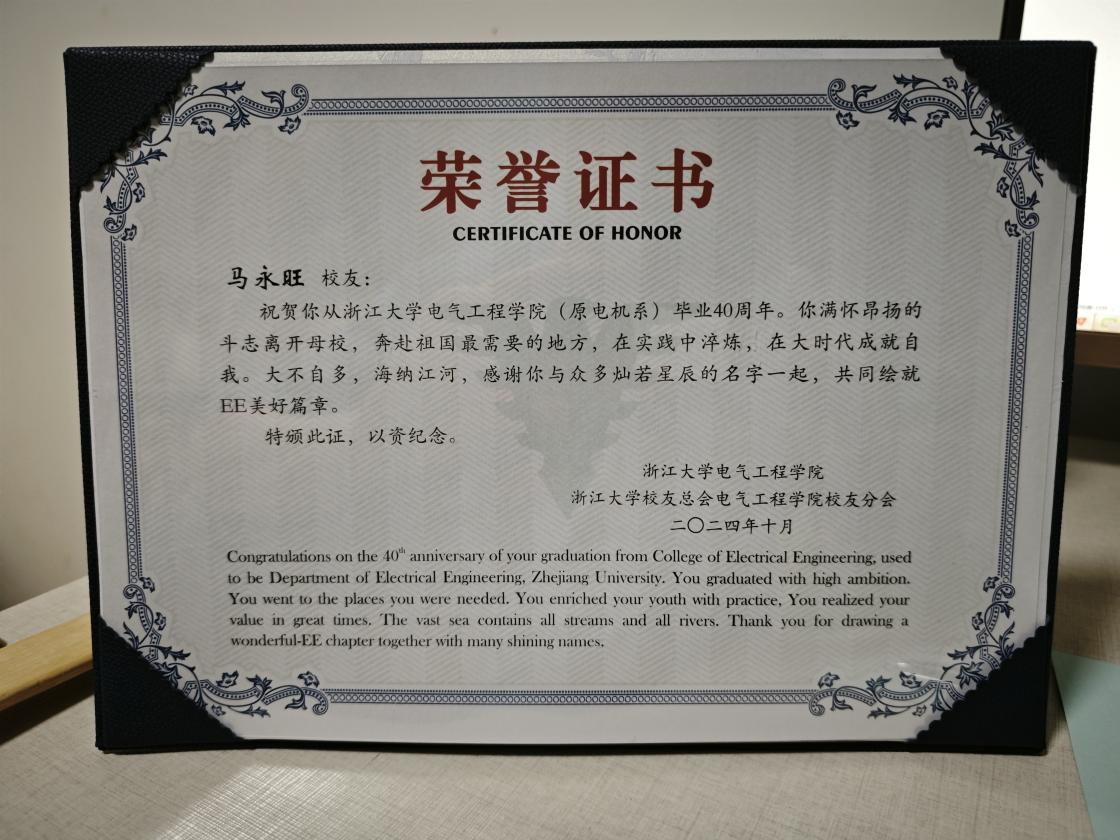 荣誉证书
CERTIFICATE OF HONOR
马永旺 校友：
祝贺你从浙江大学电气工程学院（原电机系）毕业40周年。你满怀昂扬的
斗志离开母校，奔赴祖国最需要的地方，在实践中淬炼，在大时代成就自
我。大不自多，海纳江河，感谢你与众多灿若星辰的名字一起，共同绘就
EE美好篇章。
特颁此证，以资纪念。
浙江大学电气工程学院
浙江大学校友总会电气工程学院校友分会
二〇二四年十月
Congratulations on the 40th anniversary of your graduation from College of Electrical Engineering, used
to be Department of Electrical Engineering, Zhejiang University. You graduated with high ambition.
You went to the places you were needed. You enriched your youth with practice, You realized your
value in great times. The vast sea contains all streams and all rivers. Thank you for drawing a
wonderful-EE chapter together with many shining names.